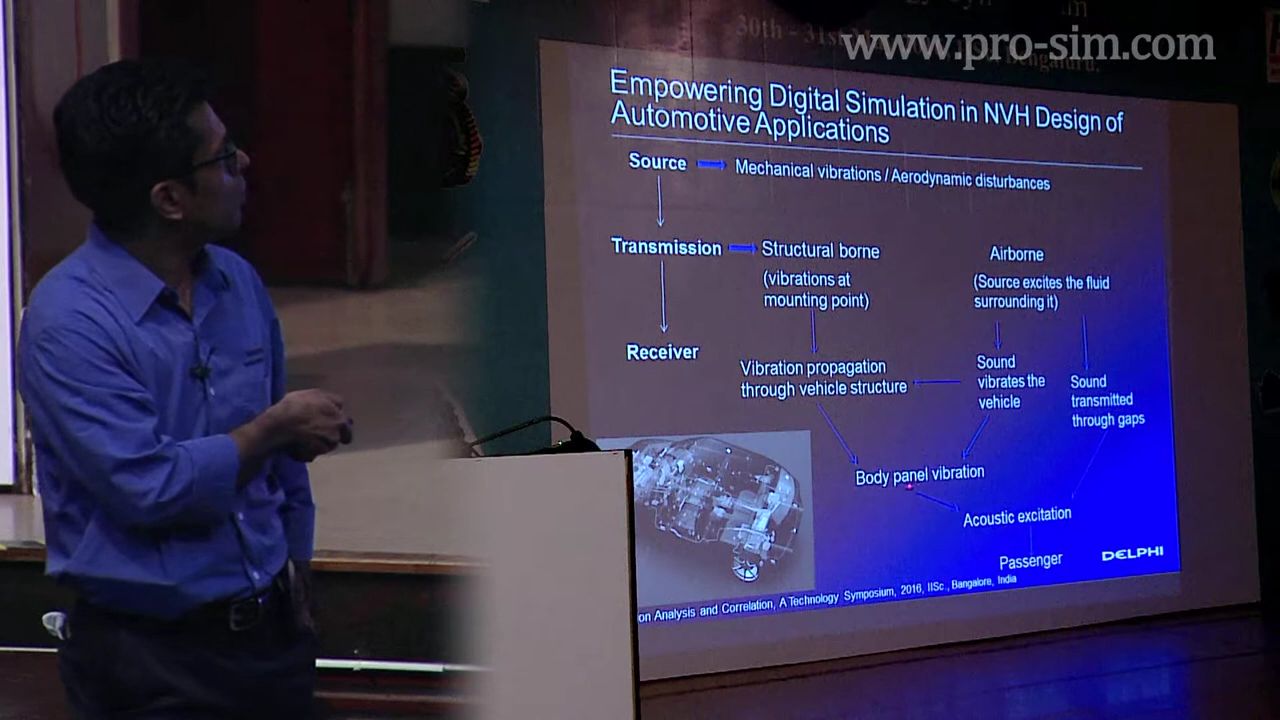 www.pro-sim.com
30th - 31st
Bengaluru.
Empowering Digital Simulation in NVH Design of
Automotive Applications
Source
Mechanical vibrations / Aerodynamic disturbances
Transmission
Structural borne
Airborne
(vibrations at
mounting point)
(Source excites the fluid
surrounding it)
Receiver
Vibration propagation
through vehicle structure
Sound
vibrates the
vehicle
Sound
transmitted
through gaps
Body panel vibration
Acoustic excitation
Passenger
DELPHI
on Analysis and Correlation, A Technology Symposium, 2016, IISc., Bangalore, India